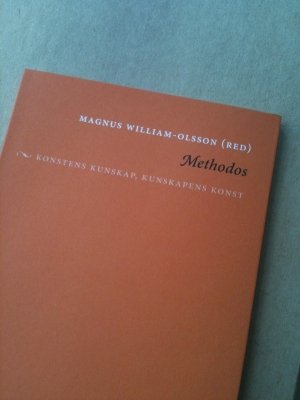 MAGNUS WILLIAM-OLSSON (RED)
Methodos
KONSTENS KUNSKAP, KUNSKAPENS KONST